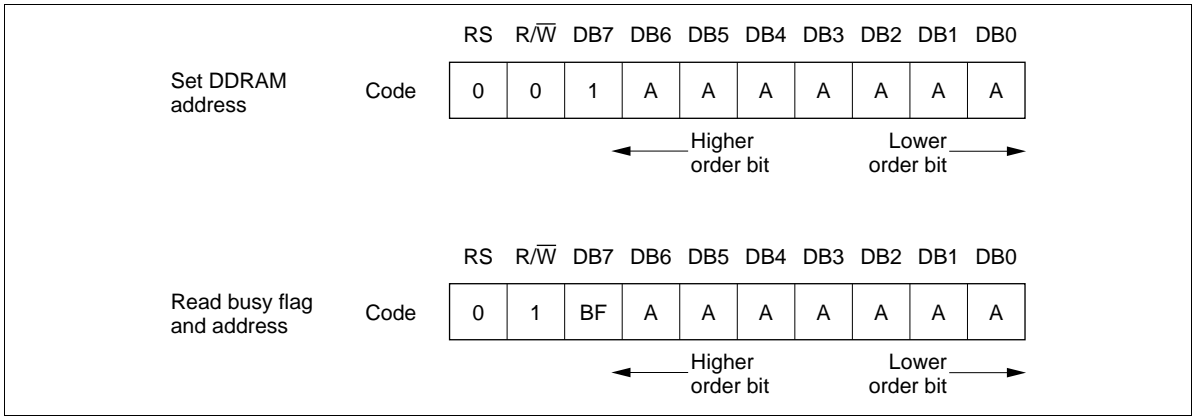 RS R/W̅ DB7 DB6 DB5 DB4 DB3 DB2 DB1 DB0
Set DDRAM
address
Code 0 0 1 A A A A A A A
Higher
order bit
Lower
order bit
RS R/W̅ DB7 DB6 DB5 DB4 DB3 DB2 DB1 DB0
Read busy flag
and address
Code 0 1 BF A A A A A A A
Higher
order bit
Lower
order bit